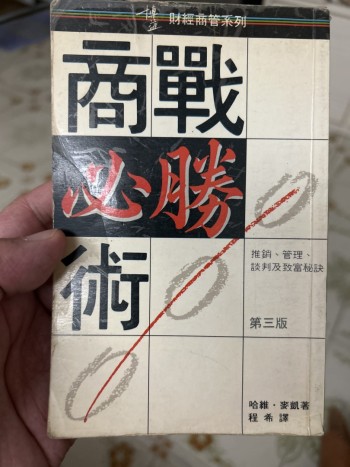 博益 財經商管系列
商戰
必勝
術
推銷、管理、
談判及致富秘訣
第三版
哈維·麥凱著
程希譯